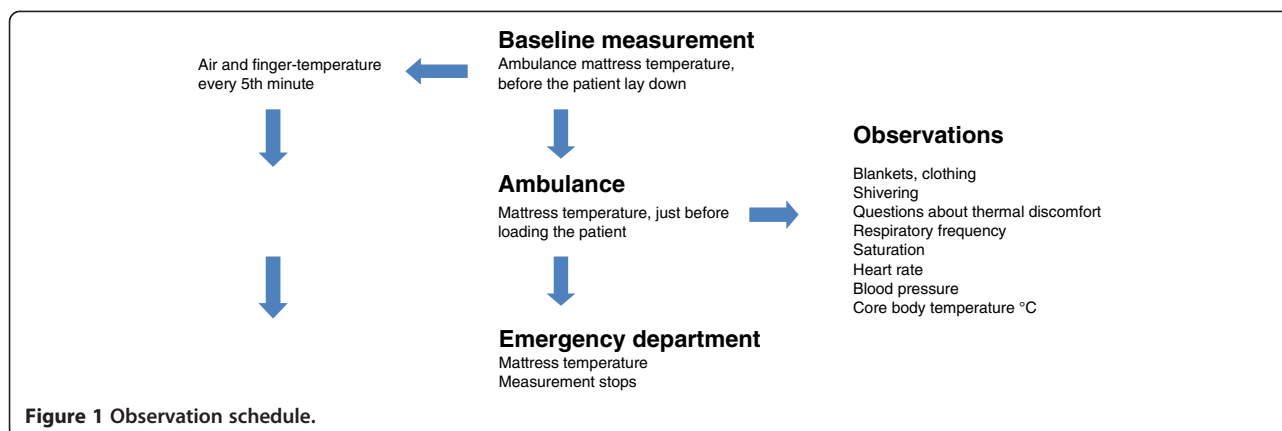 Baseline measurement
Ambulance mattress temperature,
before the patient lay down
Air and finger-temperature
every 5th minute
Ambulance
Mattress temperature, just before
loading the patient
Observations
Blankets, clothing
Shivering
Questions about thermal discomfort
Respiratory frequency
Saturation
Heart rate
Blood pressure
Core body temperature °C
Emergency department
Mattress temperature
Measurement stops
Figure 1 Observation schedule.